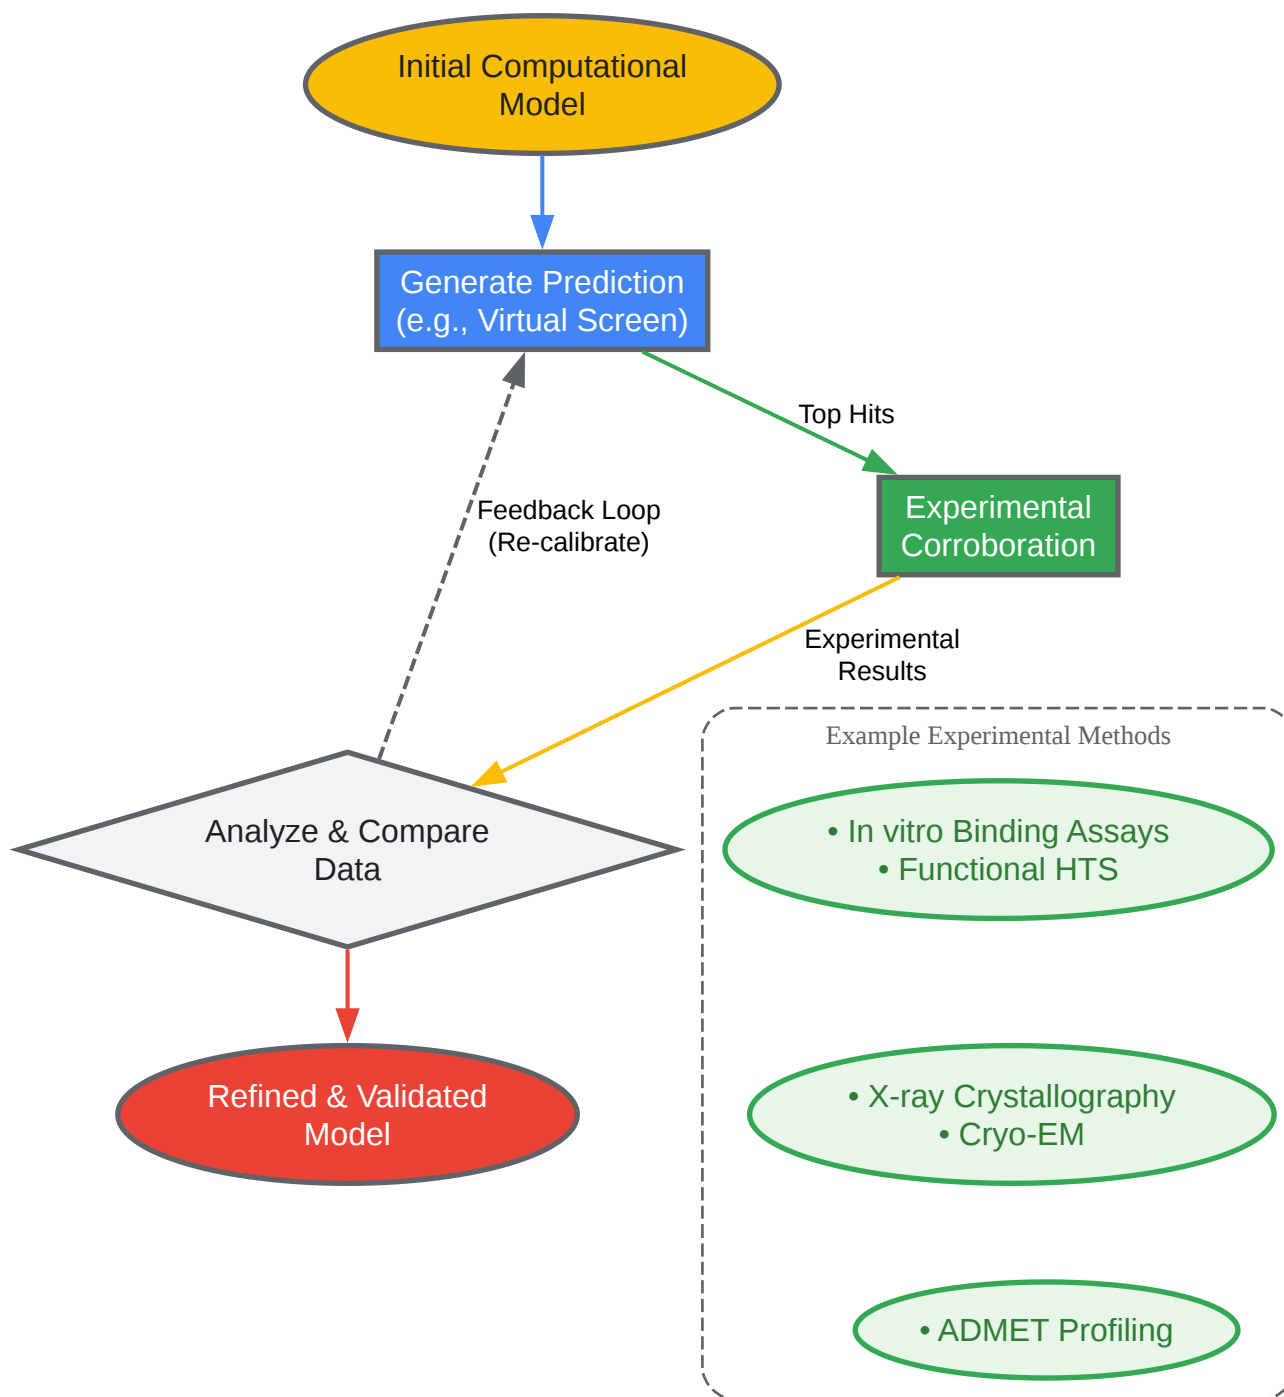 Initial Computational
Model
Generate Prediction
(e.g., Virtual Screen)
Top Hits
Experimental
Corroboration
Feedback Loop
(Re-calibrate)
Experimental
Results
Example Experimental Methods
Analyze & Compare
Data
• In vitro Binding Assays
• Functional HTS
Refined & Validated
Model
• X-ray Crystallography
• Cryo-EM
• ADMET Profiling